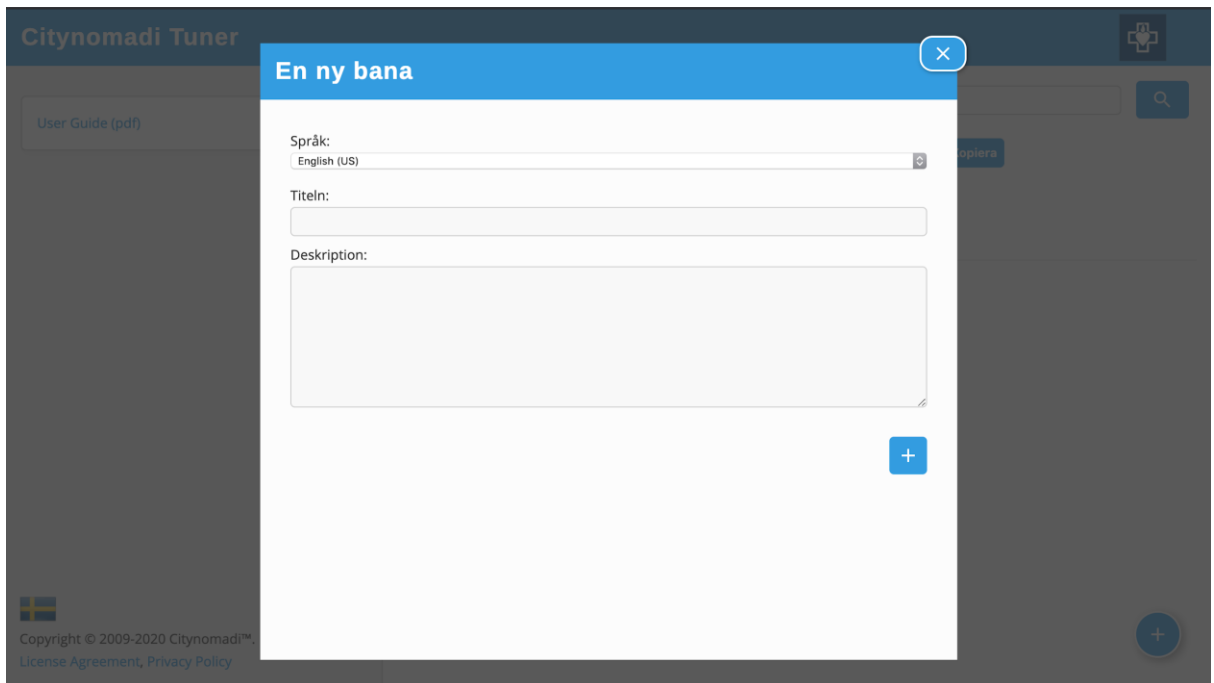 Citynomadi Tuner
En ny bana
User Guide (pdf)
Språk:
English (US)
opiera
Titeln:
Deskription:
Copyright © 2009-2020 Citynomadi™.
License Agreement, Privacy Policy